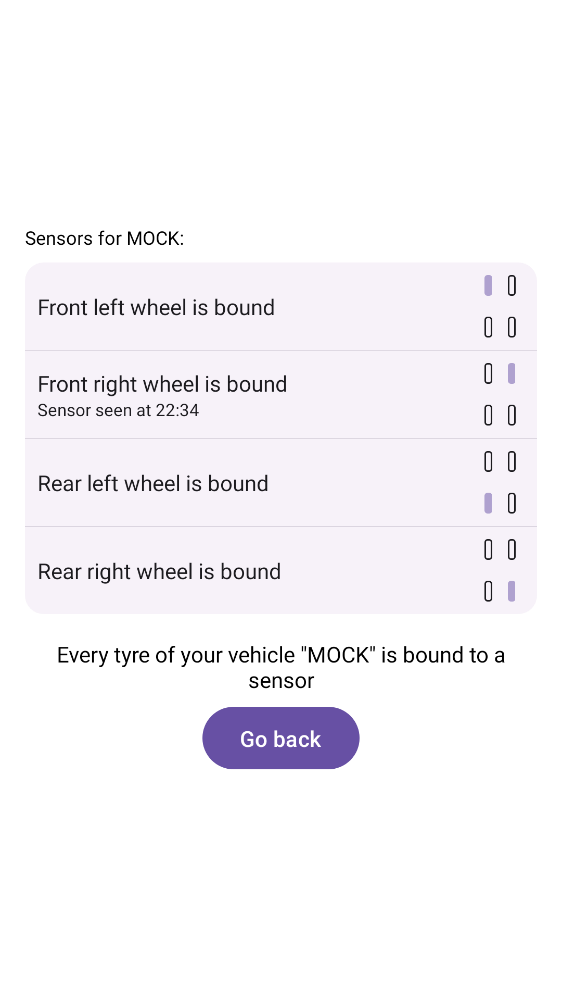 Sensors for MOCK:
Front left wheel is bound
Front right wheel is bound
Sensor seen at 22:34
Rear left wheel is bound
Rear right wheel is bound
Every tyre of your vehicle "MOCK" is bound to a
sensor
Go back